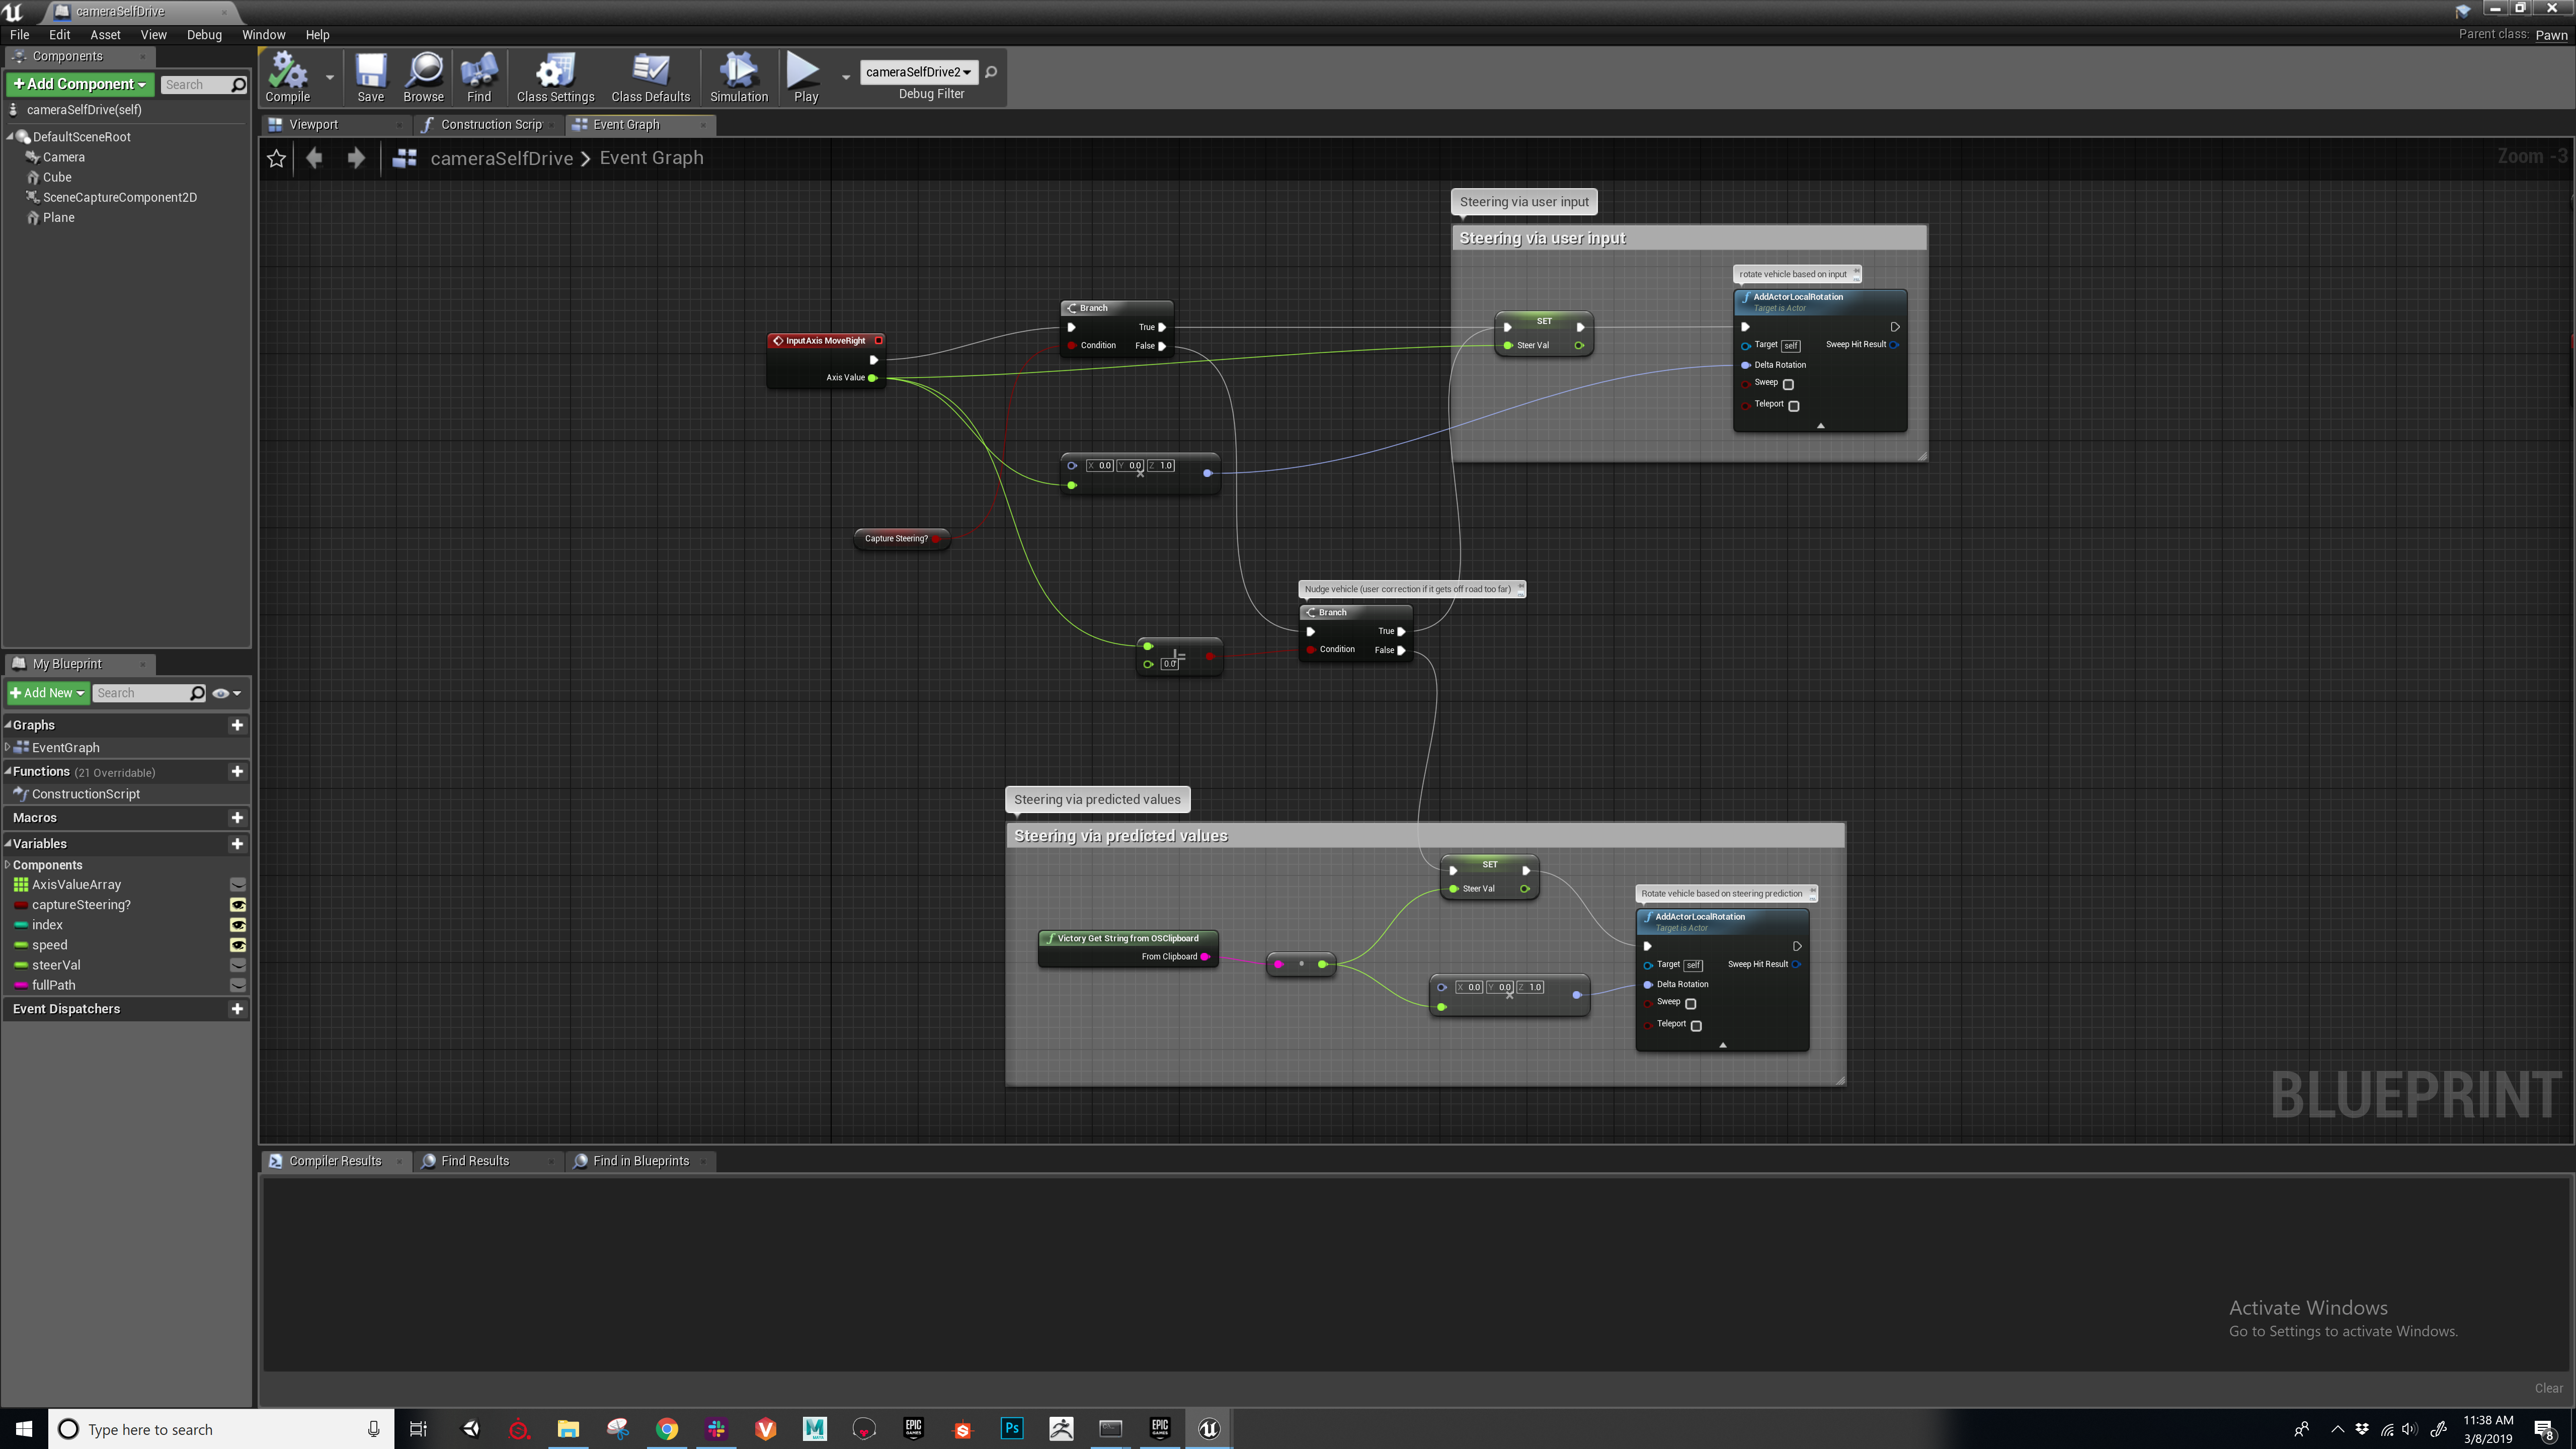 cameraSelfDrive
File Edit Asset View Debug Window Help
Parent class: Pawn
Components
+ Add Component
Search
cameraSelfDrive(self)
DefaultSceneRoot
Camera
Cube
SceneCaptureComponent2D
Plane
Compile
Save
Browse
Find
Class Settings
Class Defaults
Simulation
Play
cameraSelfDrive2
Debug Filter
Viewport
Construction Scrip
Event Graph
cameraSelfDrive > Event Graph
Zoom -3
Steering via user input
Steering via user input
rotate vehicle based on input
AddActorLocalRotation
Target is Actor
Target self Sweep Hit Result
Delta Rotation
Sweep
Teleport
SET
Steer Val
Branch
True
Condition False
InputAxis MoveRight
Axis Value
X 0.0 Y 0.0 Z 1.0
Capture Steering?
Nudge vehicle (user correction if it gets off road too far)
Branch
True
Condition False
!=
0.0
Steering via predicted values
Steering via predicted values
SET
Steer Val
Rotate vehicle based on steering prediction
AddActorLocalRotation
Target is Actor
Target self Sweep Hit Result
Delta Rotation
Sweep
Teleport
Victory Get String from OSClipboard
From Clipboard
X 0.0 Y 0.0 Z 1.0
BLUEPRINT
My Blueprint
+ Add New
Search
Graphs
EventGraph
Functions (21 Overridable)
ConstructionScript
Macros
Variables
Components
AxisValueArray
captureSteering?
index
speed
steerVal
fullPath
Event Dispatchers
Compiler Results
Find Results
Find in Blueprints
Activate Windows
Go to Settings to activate Windows.
Clear
Type here to search
EPIC GAMES
Ps
EPIC GAMES
11:38 AM
3/8/2019
8